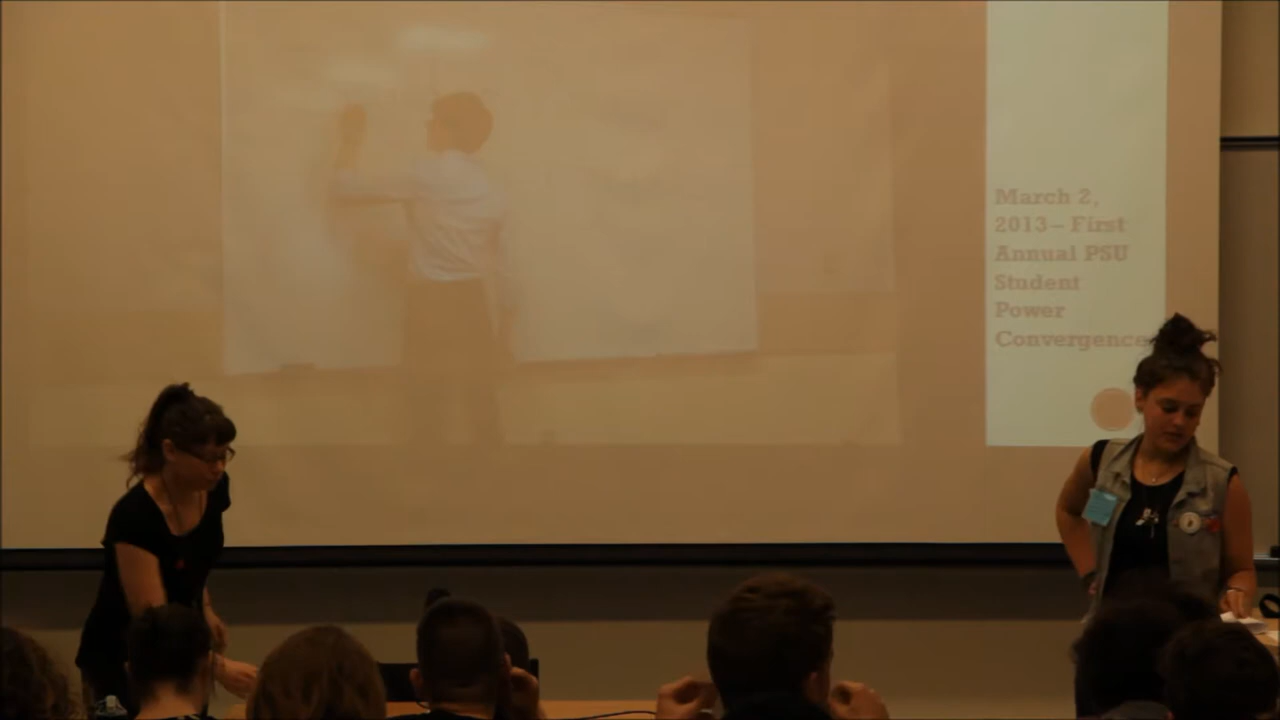 March 2,
2013 – First
Annual PSU
Student
Power
Convergence